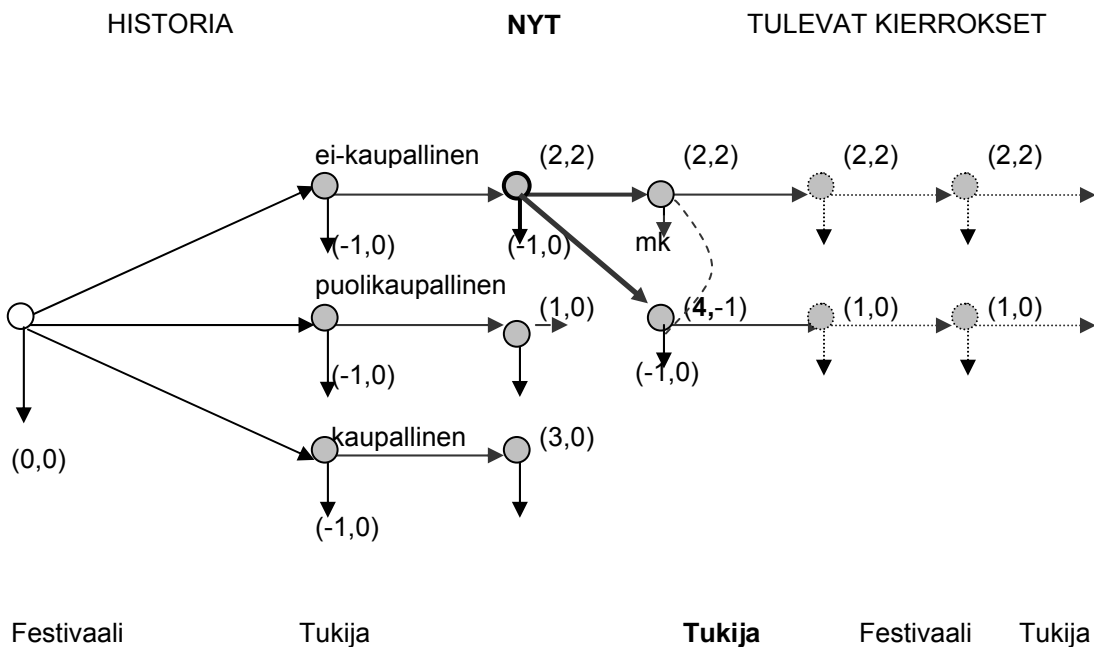 HISTORIA NYT TULEVAT KIERROKSET
ei-kaupallinen (2,2) (2,2) (2,2) (2,2)
(-1,0) (-1,0) mk
puolikaupallinen (1,0) (4,-1) (1,0) (1,0)
(-1,0) (-1,0)
kaupallinen (3,0)
(0,0)
(-1,0)
Festivaali Tukija Tukija Festivaali Tukija